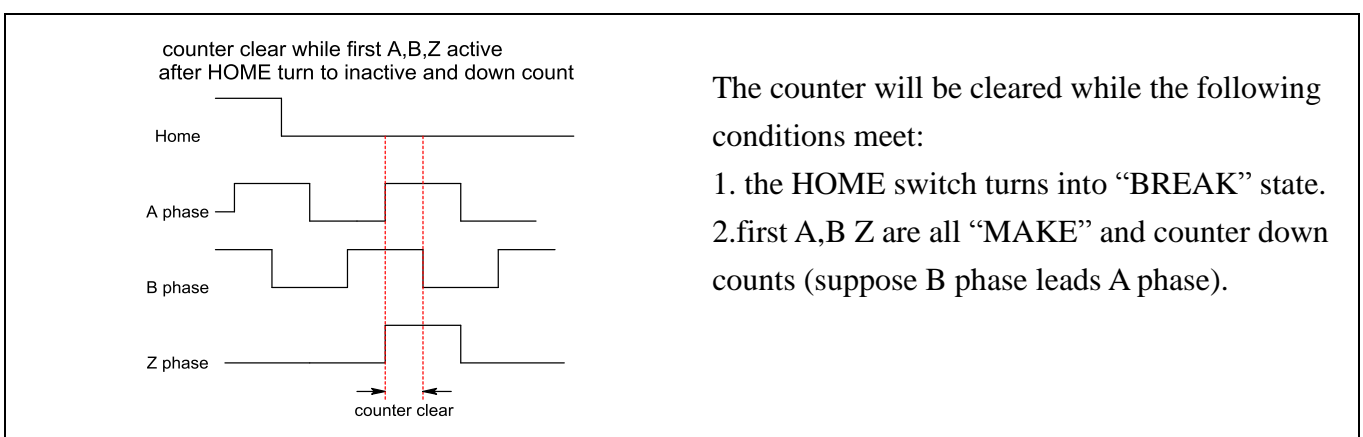 counter clear while first A,B,Z active
after HOME turn to inactive and down count
Home
A phase
B phase
Z phase
counter clear
The counter will be cleared while the following
conditions meet:
1. the HOME switch turns into “BREAK” state.
2.first A,B Z are all “MAKE” and counter down
counts (suppose B phase leads A phase).